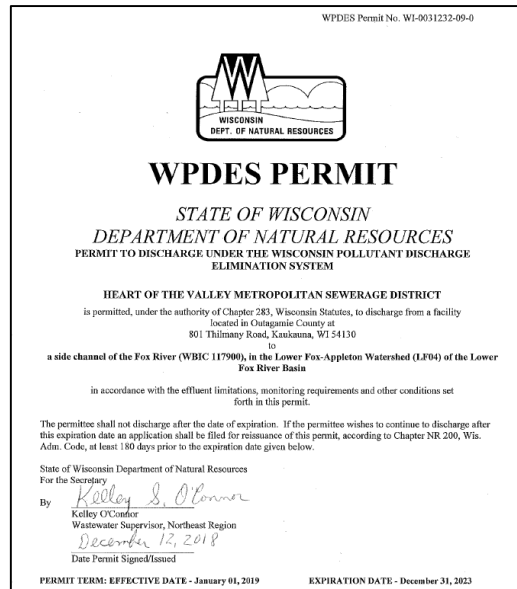 WPDES Permit No. WI-0031232-09-0
WISCONSIN
DEPT. OF NATURAL RESOURCES
WPDES PERMIT
STATE OF WISCONSIN
DEPARTMENT OF NATURAL RESOURCES
PERMIT TO DISCHARGE UNDER THE WISCONSIN POLLUTANT DISCHARGE
ELIMINATION SYSTEM
HEART OF THE VALLEY METROPOLITAN SEWERAGE DISTRICT
is permitted, under the authority of Chapter 283, Wisconsin Statutes, to discharge from a facility
located in Outagamie County at
801 Thilmany Road, Kaukauna, WI 54130
to
a side channel of the Fox River (WBIC 117900), in the Lower Fox-Appleton Watershed (LF04) of the Lower
Fox River Basin
in accordance with the effluent limitations, monitoring requirements and other conditions set
forth in this permit.
The permittee shall not discharge after the date of expiration. If the permittee wishes to continue to discharge after
this expiration date an application shall be filed for reissuance of this permit, according to Chapter NR 200, Wis.
Adm. Code, at least 180 days prior to the expiration date given below.
State of Wisconsin Department of Natural Resources
For the Secretary
By Kelley S. O'Connor
Kelley O'Connor
Wastewater Supervisor, Northeast Region
December 12, 2018
Date Permit Signed/Issued
PERMIT TERM: EFFECTIVE DATE - January 01, 2019 EXPIRATION DATE - December 31, 2023